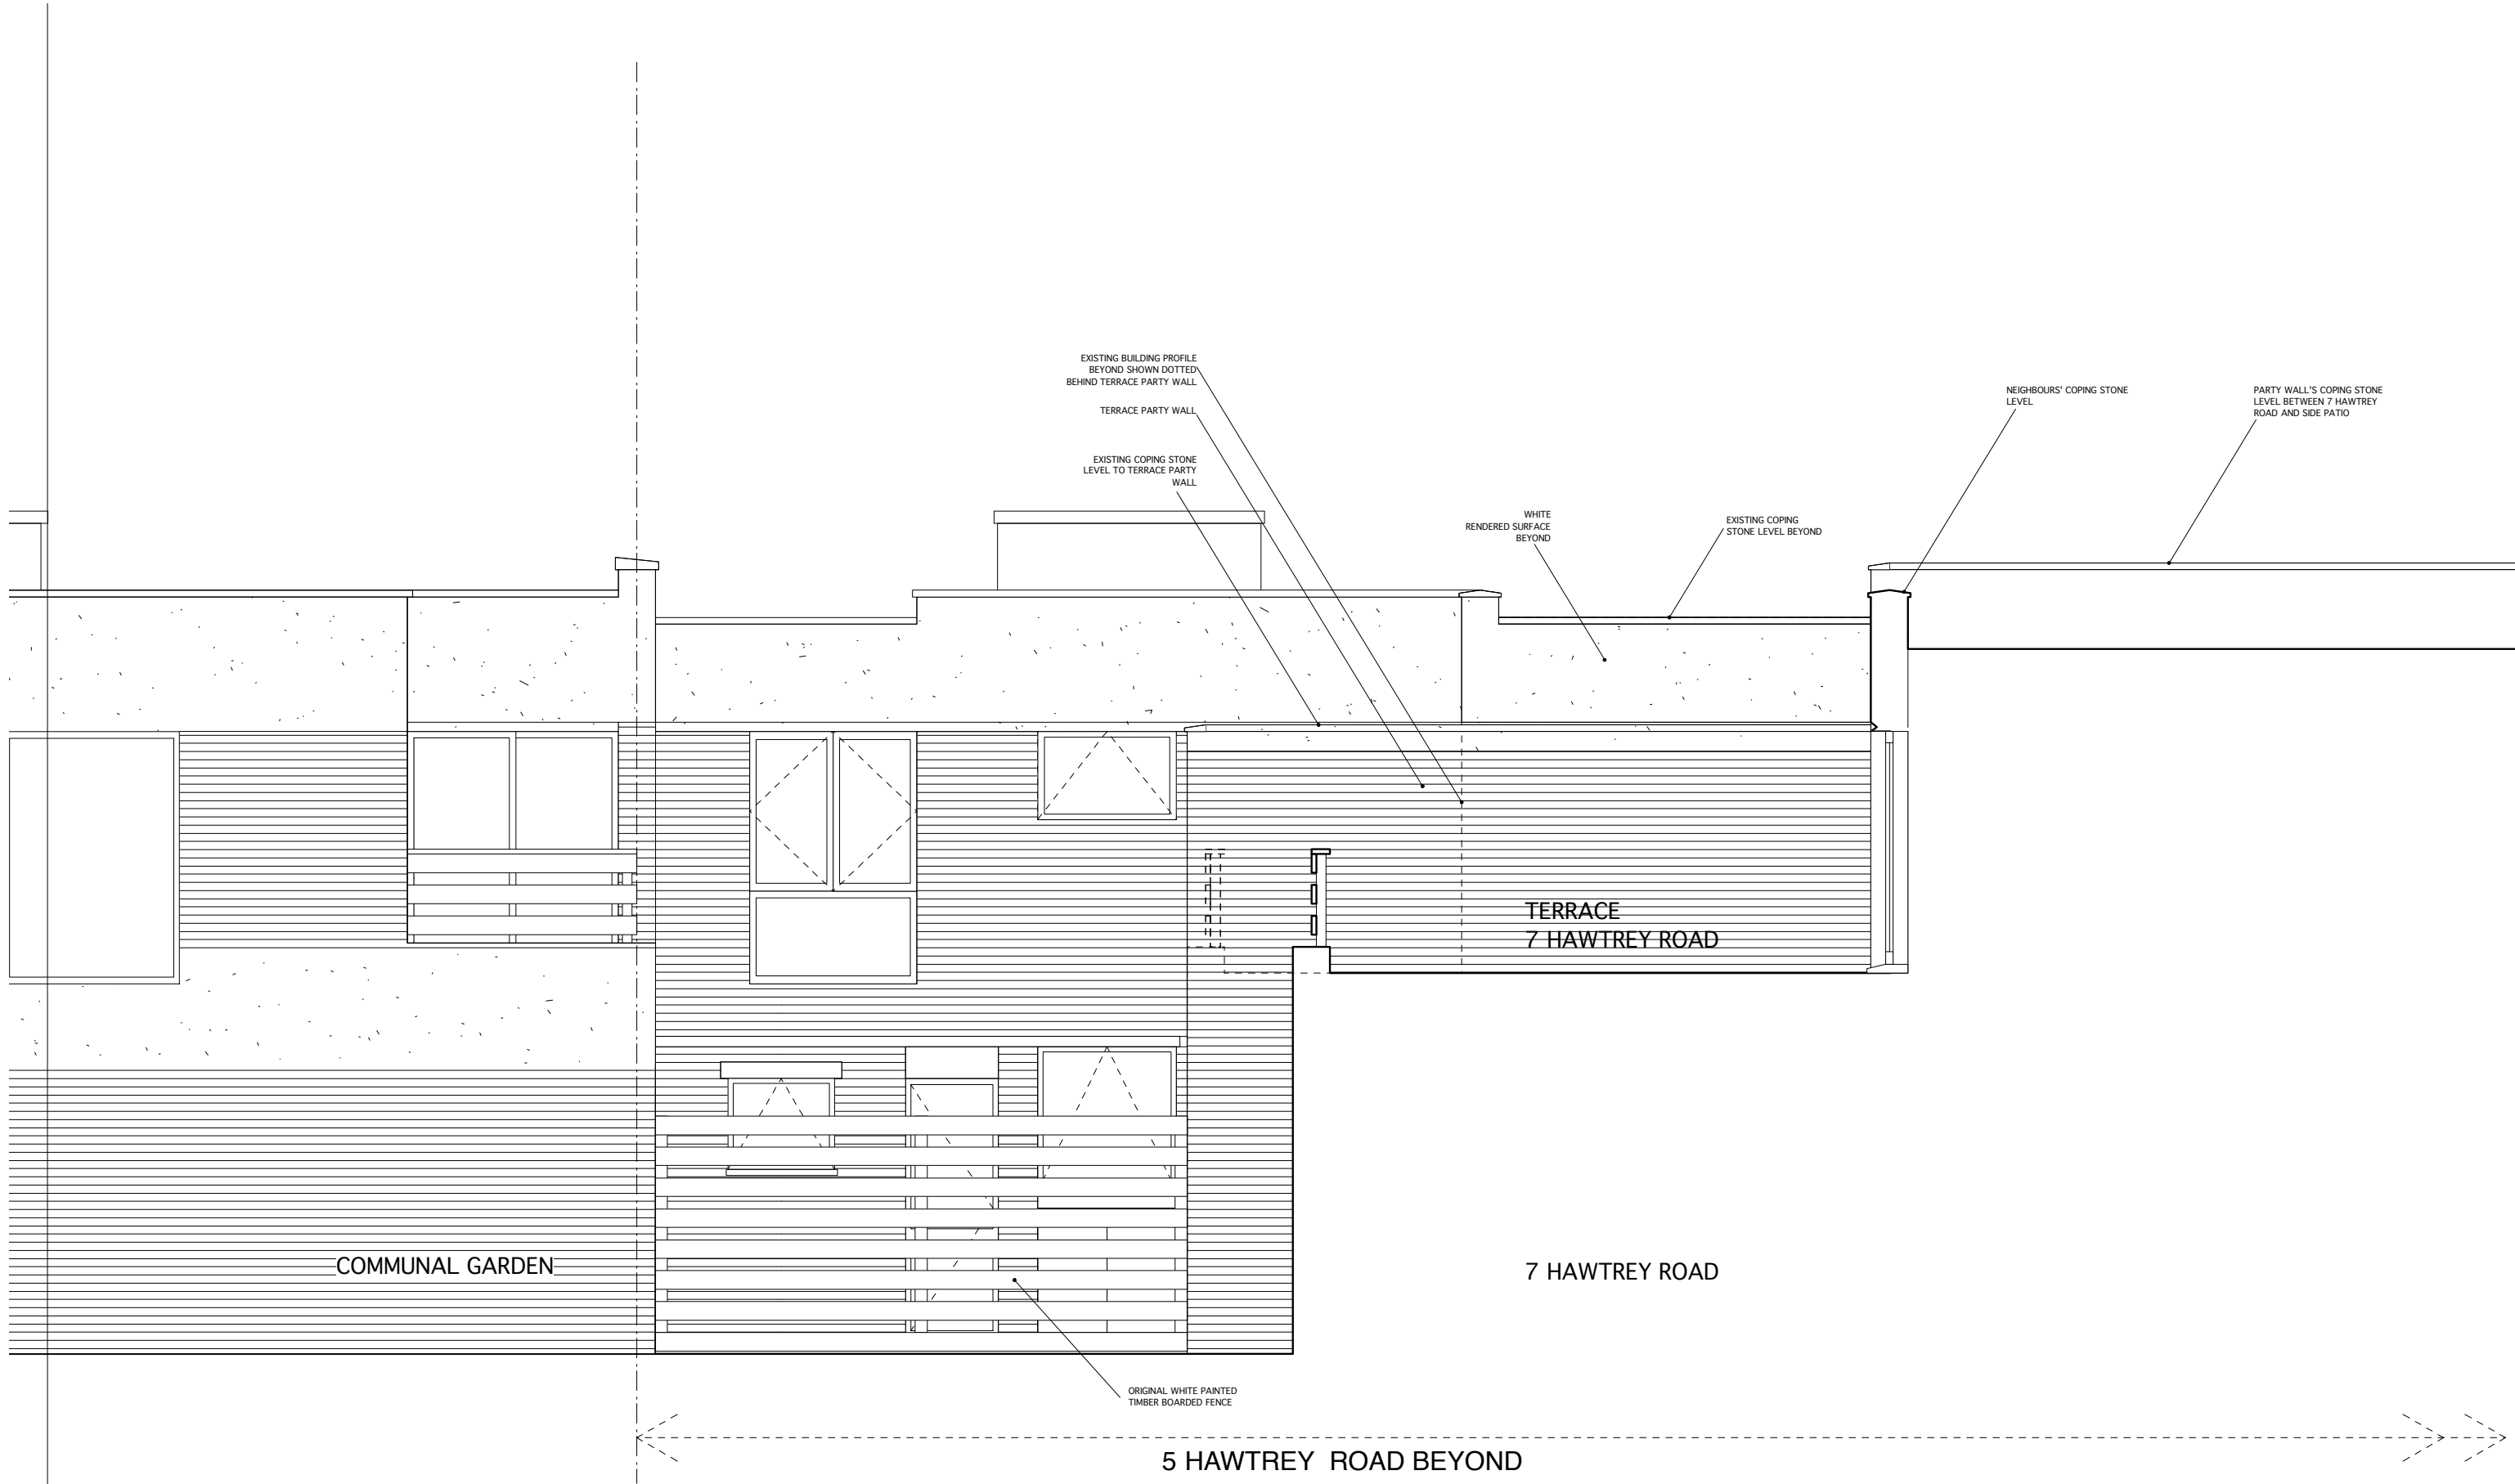 EXISTING BUILDING PROFILE
BEYOND SHOWN DOTTED
BEHIND TERRACE PARTY WALL
TERRACE PARTY WALL
EXISTING COPING STONE
LEVEL TO TERRACE PARTY
WALL
WHITE
RENDERED SURFACE
BEYOND
EXISTING COPING
STONE LEVEL BEYOND
NEIGHBOURS' COPING STONE
LEVEL
PARTY WALL'S COPING STONE
LEVEL BETWEEN 7 HAWTREY
ROAD AND SIDE PATIO
TERRACE
7 HAWTREY ROAD
COMMUNAL GARDEN
7 HAWTREY ROAD
ORIGINAL WHITE PAINTED
TIMBER BOARDED FENCE
5 HAWTREY ROAD BEYOND